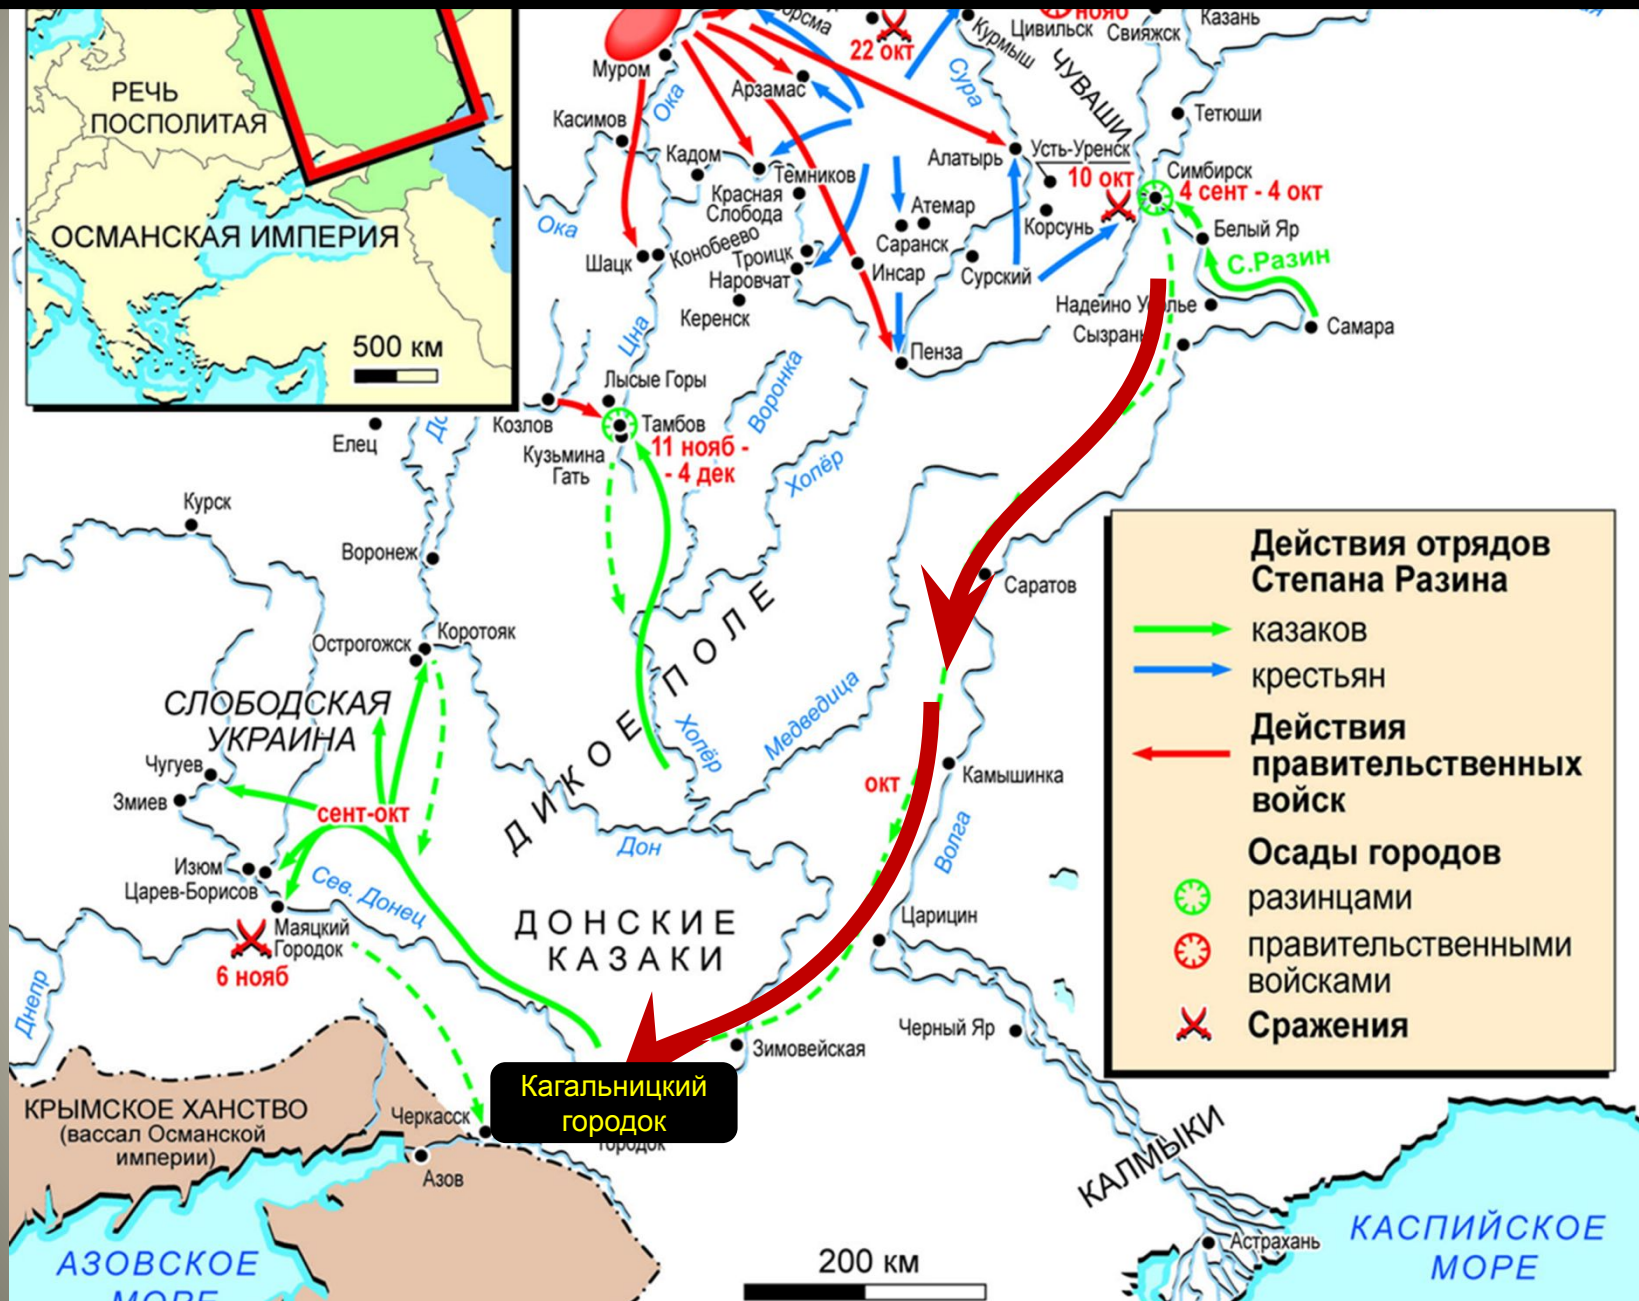 РЕЧЬ
ПОСПОЛИТАЯ
ОСМАНСКАЯ ИМПЕРИЯ
500 км
22 окт
нояб
Цивильск
Свияжск
Казань
Курмыш
Муром
Ока
Арзамас
Сура
ЧУВАШИ
Тетюши
Касимов
Кадом
Темников
Алатырь
Усть-Уренск
10 окт
Симбирск
4 сент - 4 окт
Красная
Слобода
Атемар
Саранск
Корсунь
Белый Яр
Ока
С.Разин
Шацк
Конобеево
Троицк
Наровчат
Инсар
Сурский
Керенск
Надеино Усолье
Сызрань
Самара
Цна
Пенза
Лысые Горы
Воронка
Козлов
Тамбов
11 нояб -
- 4 дек
Елец
Кузьмина
Гать
Хопёр
Курск
Воронеж
Саратов
Острогожск
Коротояк
СЛОБОДСКАЯ
УКРАИНА
ДИКОЕ ПОЛЕ
Хопёр
Медведица
Чугуев
Змиев
сент-окт
окт
Камышинка
Волга
Дон
Изюм
Царев-Борисов
Сев. Донец
Маяцкий
Городок
6 нояб
ДОНСКИЕ
КАЗАКИ
Царицин
Днепр
Черный Яр
Зимовейская
Кагальницкий
городок
городок
КРЫМСКОЕ ХАНСТВО
(вассал Османской
империи)
Черкасск
Азов
КАЛМЫКИ
Астрахань
КАСПИЙСКОЕ
МОРЕ
АЗОВСКОЕ
МОРЕ
200 км
Действия отрядов
Степана Разина
казаков
крестьян
Действия
правительственных
войск
Осады городов
разинцами
правительственными
войсками
Сражения